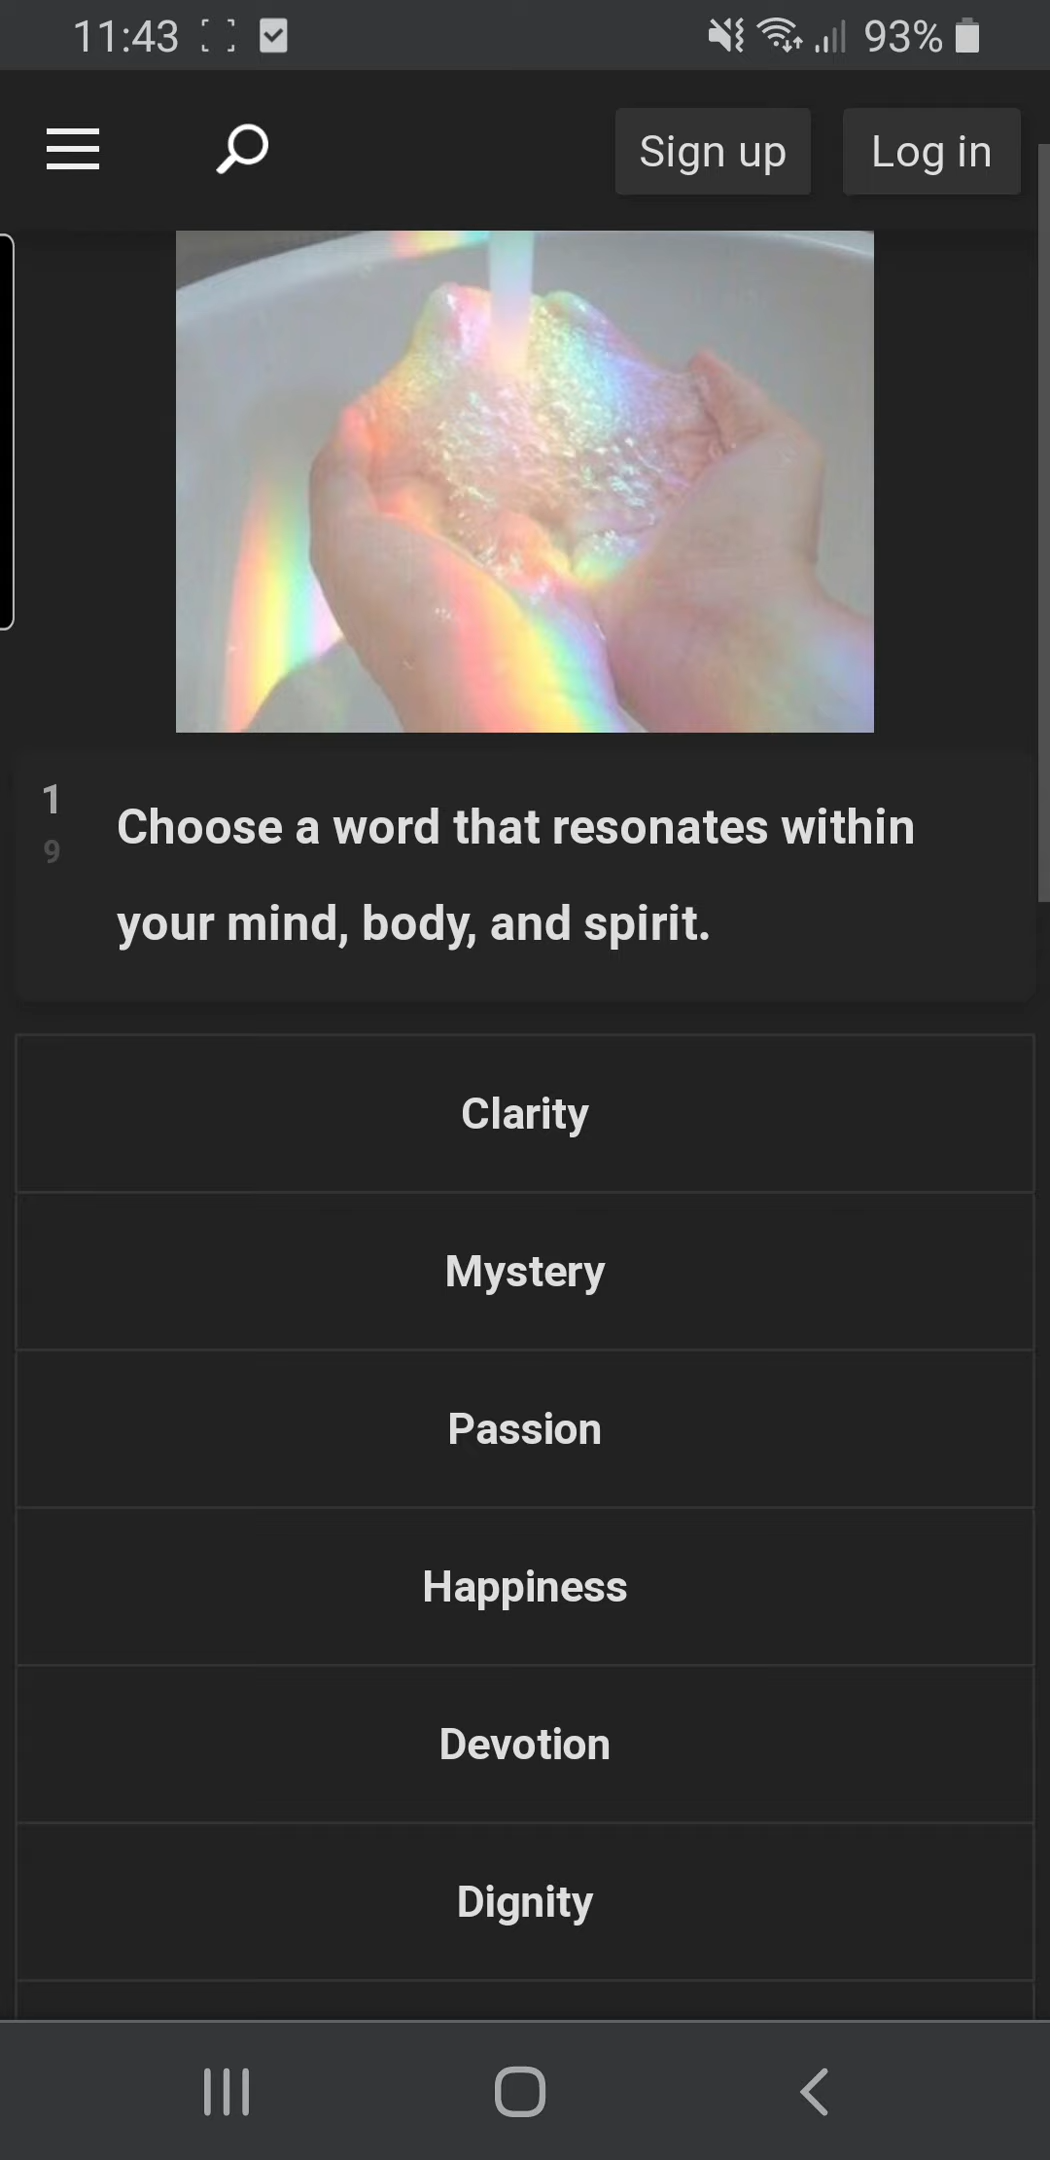 11:43 93%
Sign up Log in
1
9
Choose a word that resonates within
your mind, body, and spirit.
Clarity
Mystery
Passion
Happiness
Devotion
Dignity